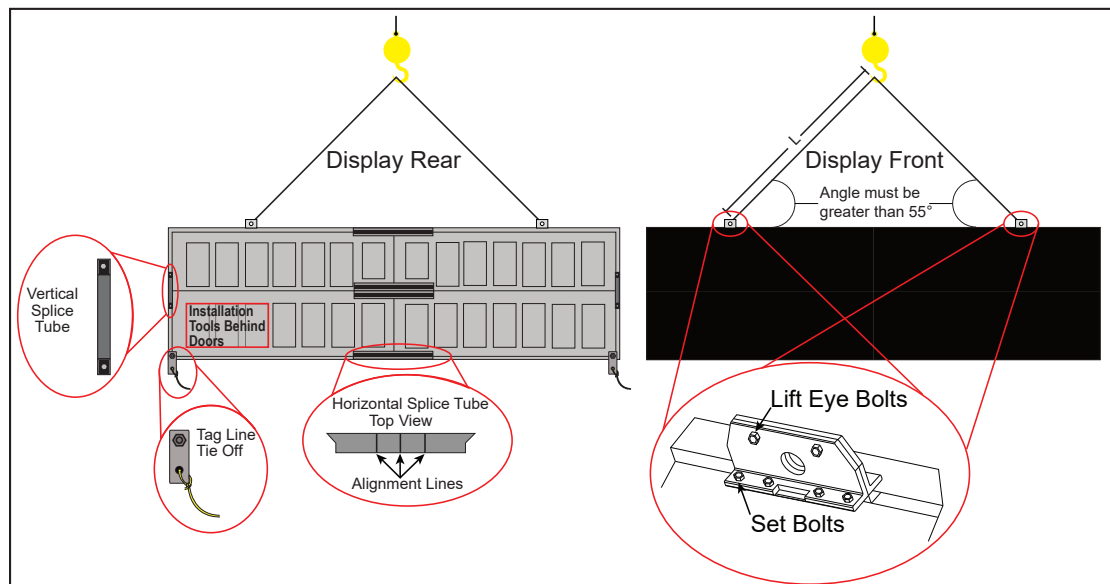 Display Rear
Vertical
Splice
Tube
Installation
Tools Behind
Doors
Tag Line
Tie Off
Horizontal Splice Tube
Top View
Alignment Lines
L
Display Front
Angle must be
greater than 55°
Lift Eye Bolts
Set Bolts